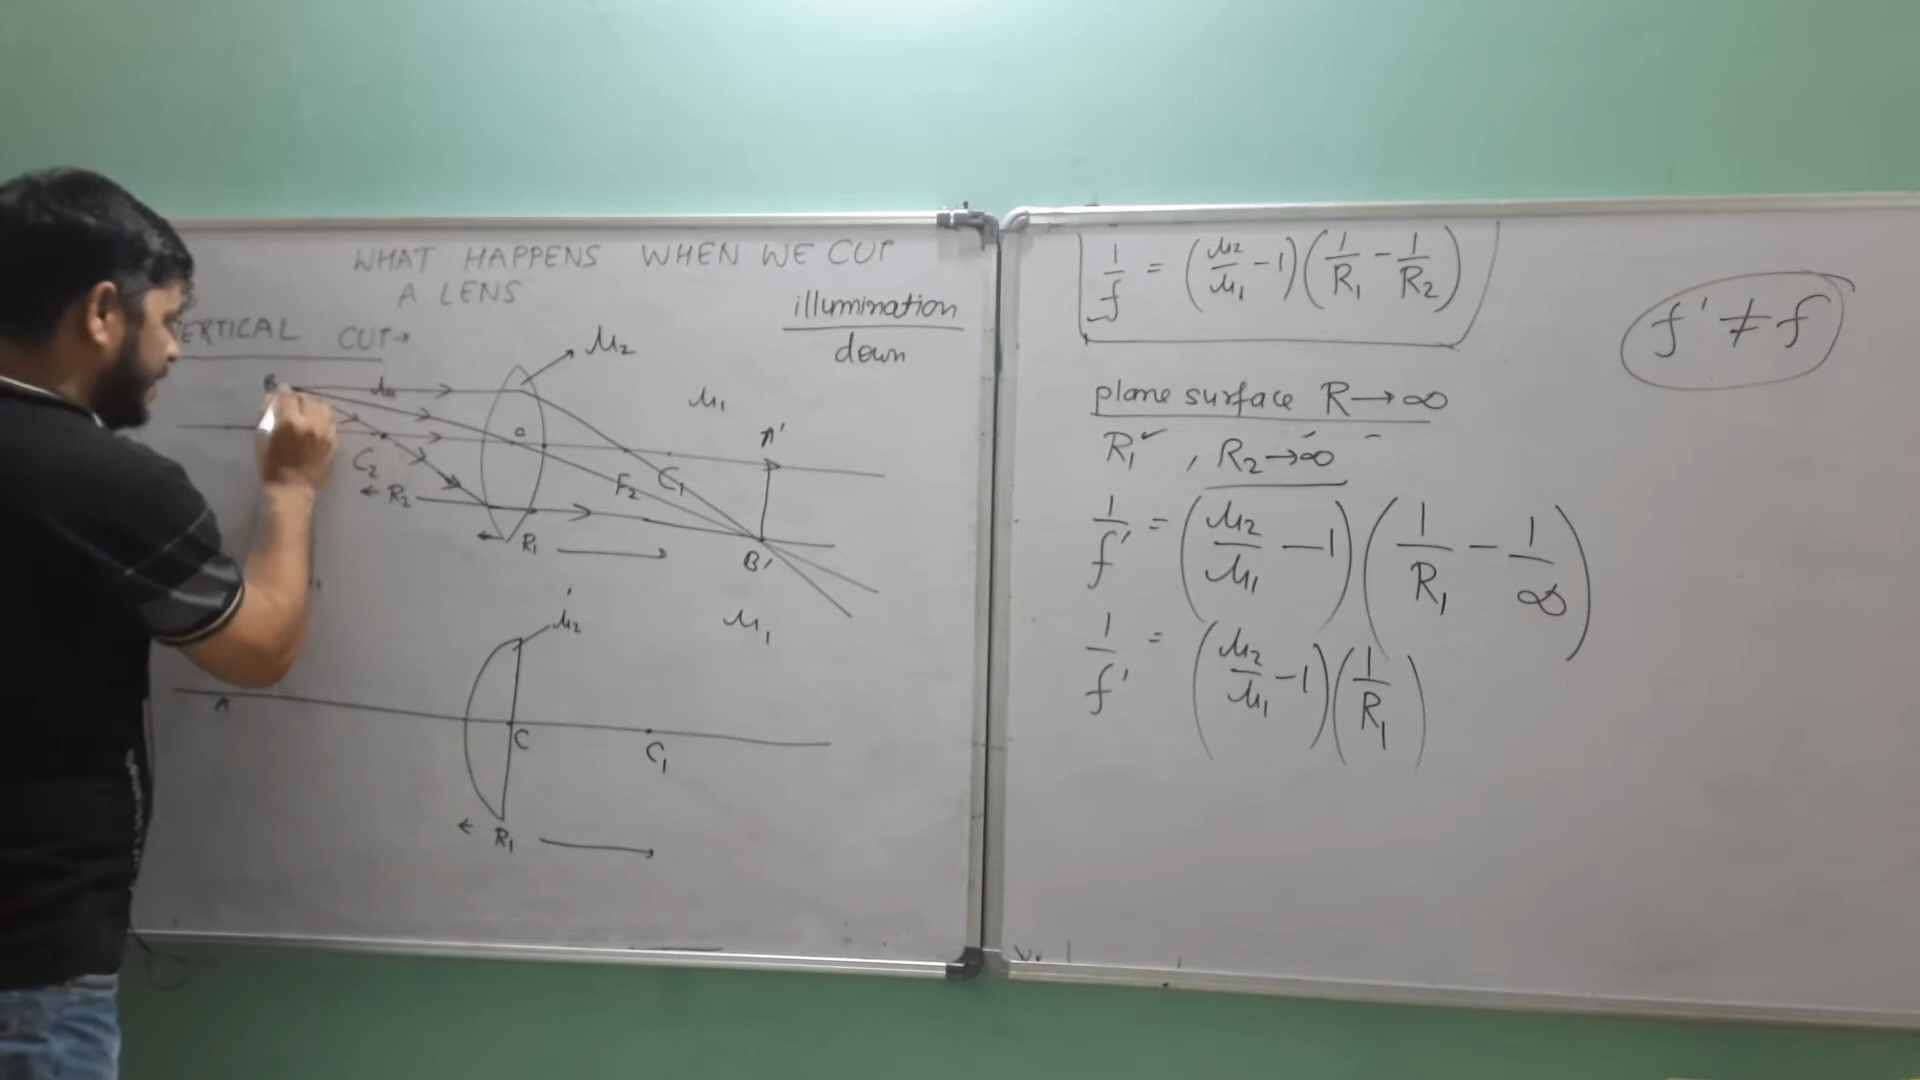 WHAT HAPPENS WHEN WE CUT
A LENS
illumination
down
VERTICAL CUT→
μ₂
B
μ₁
μ₁
O
A'
C₂
F₂
C₁
← R₂
← R₁ →
B'
μ₂
μ₁
A
C
C₁
← R₁ →
1/f = (μ₂/μ₁ - 1)(1/R₁ - 1/R₂)
f' ≠ f
plane surface R → ∞
R₁ ✓, R₂ → ∞
1/f' = (μ₂/μ₁ - 1)(1/R₁ - 1/∞)
1/f' = (μ₂/μ₁ - 1)(1/R₁)